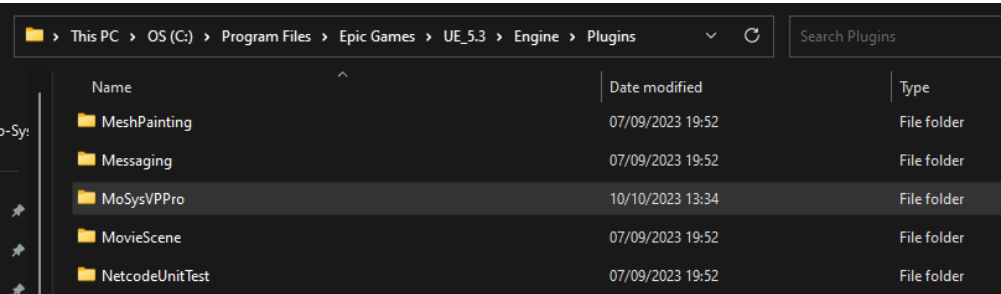 This PC > OS (C:) > Program Files > Epic Games > UE_5.3 > Engine > Plugins Search Plugins
Name Date modified Type
MeshPainting 07/09/2023 19:52 File folder
Messaging 07/09/2023 19:52 File folder
MoSysVPPro 10/10/2023 13:34 File folder
MovieScene 07/09/2023 19:52 File folder
NetcodeUnitTest 07/09/2023 19:52 File folder